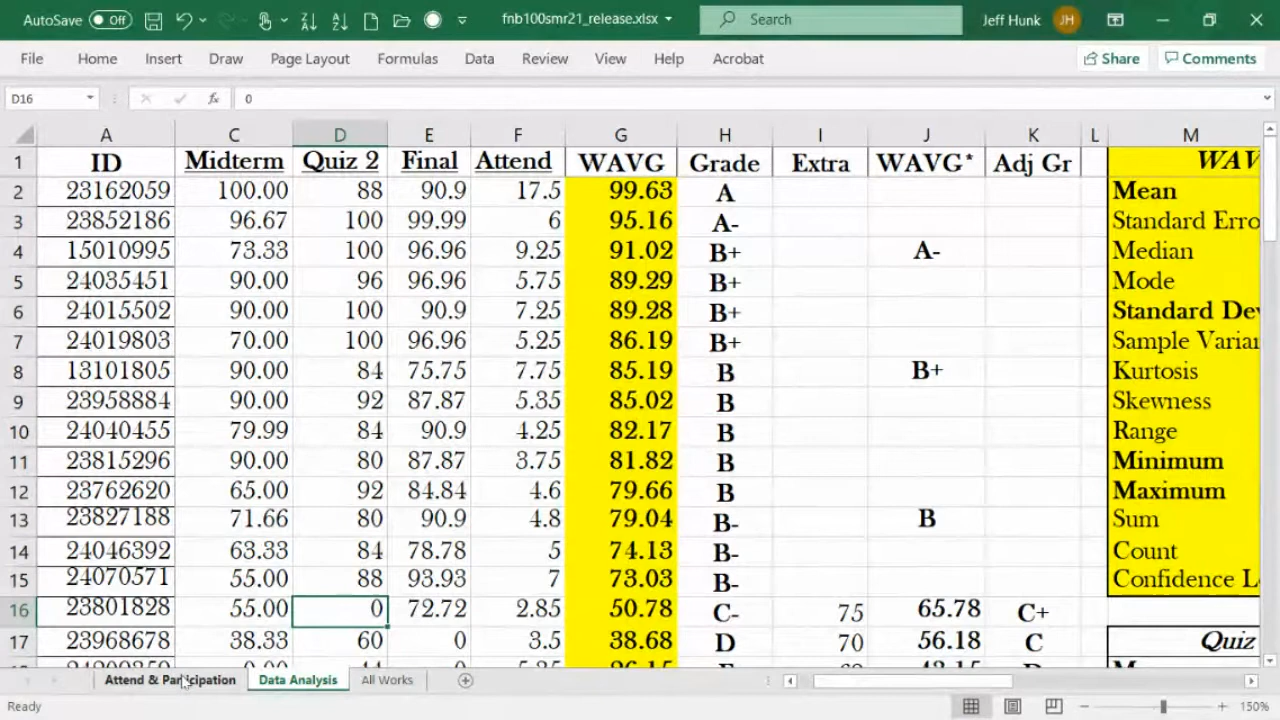 AutoSave Off fnb100smr21_release.xlsx Search Jeff Hunk JH
File Home Insert Draw Page Layout Formulas Data Review View Help Acrobat Share Comments
D16 fx 0
A C D E F G H I J K L M
1 ID Midterm Quiz 2 Final Attend WAVG Grade Extra WAVG* Adj Gr WAV
2 23162059 100.00 88 90.9 17.5 99.63 A Mean
3 23852186 96.67 100 99.99 6 95.16 A- Standard Erro
4 15010995 73.33 100 96.96 9.25 91.02 B+ A- Median
5 24035451 90.00 96 96.96 5.75 89.29 B+ Mode
6 24015502 90.00 100 90.9 7.25 89.28 B+ Standard Dev
7 24019803 70.00 100 96.96 5.25 86.19 B+ Sample Varian
8 13101805 90.00 84 75.75 7.75 85.19 B B+ Kurtosis
9 23958884 90.00 92 87.87 5.35 85.02 B Skewness
10 24040455 79.99 84 90.9 4.25 82.17 B Range
11 23815296 90.00 80 87.87 3.75 81.82 B Minimum
12 23762620 65.00 92 84.84 4.6 79.66 B Maximum
13 23827188 71.66 80 90.9 4.8 79.04 B- B Sum
14 24046392 63.33 84 78.78 5 74.13 B- Count
15 24070571 55.00 88 93.93 7 73.03 B- Confidence L
16 23801828 55.00 0 72.72 2.85 50.78 C- 75 65.78 C+
17 23968678 38.33 60 0 3.5 38.68 D 70 56.18 C Quiz
Attend & Participation Data Analysis All Works
Ready 150%